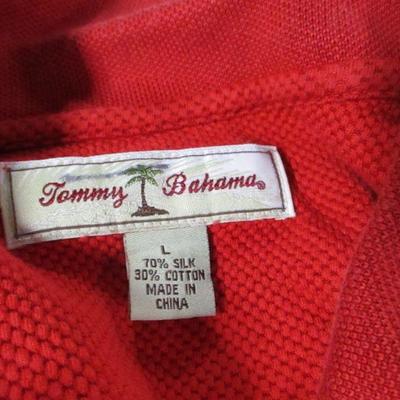 Tommy Bahama®
L
70% SILK
30% COTTON
MADE IN
CHINA